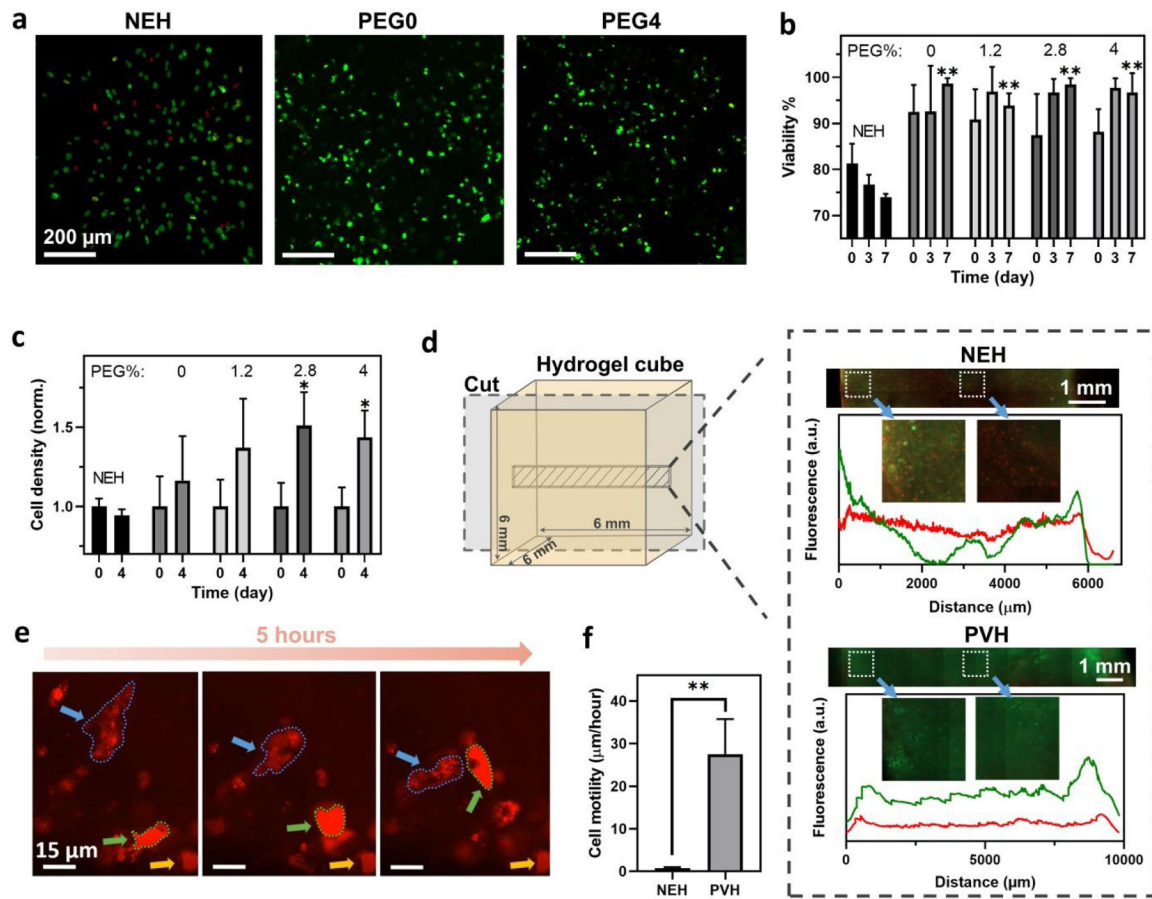 a
NEH PEG0 PEG4
200 µm
b
PEG%: 0 1.2 2.8 4
** ** ** **
NEH
Viability %
100
90
80
70
0 3 7 0 3 7 0 3 7 0 3 7 0 3 7
Time (day)
c
PEG%: 0 1.2 2.8 4
* *
NEH
Cell density (norm.)
1.5
1.0
0 4 0 4 0 4 0 4 0 4
Time (day)
d
Hydrogel cube
Cut
6 mm
6 mm
6 mm
NEH
1 mm
Fluorescence (a.u.)
0 2000 4000 6000
Distance (µm)
PVH
1 mm
Fluorescence (a.u.)
0 5000 10000
Distance (µm)
e
5 hours
15 µm
f
**
Cell motility (µm/hour)
40
30
20
10
0
NEH PVH